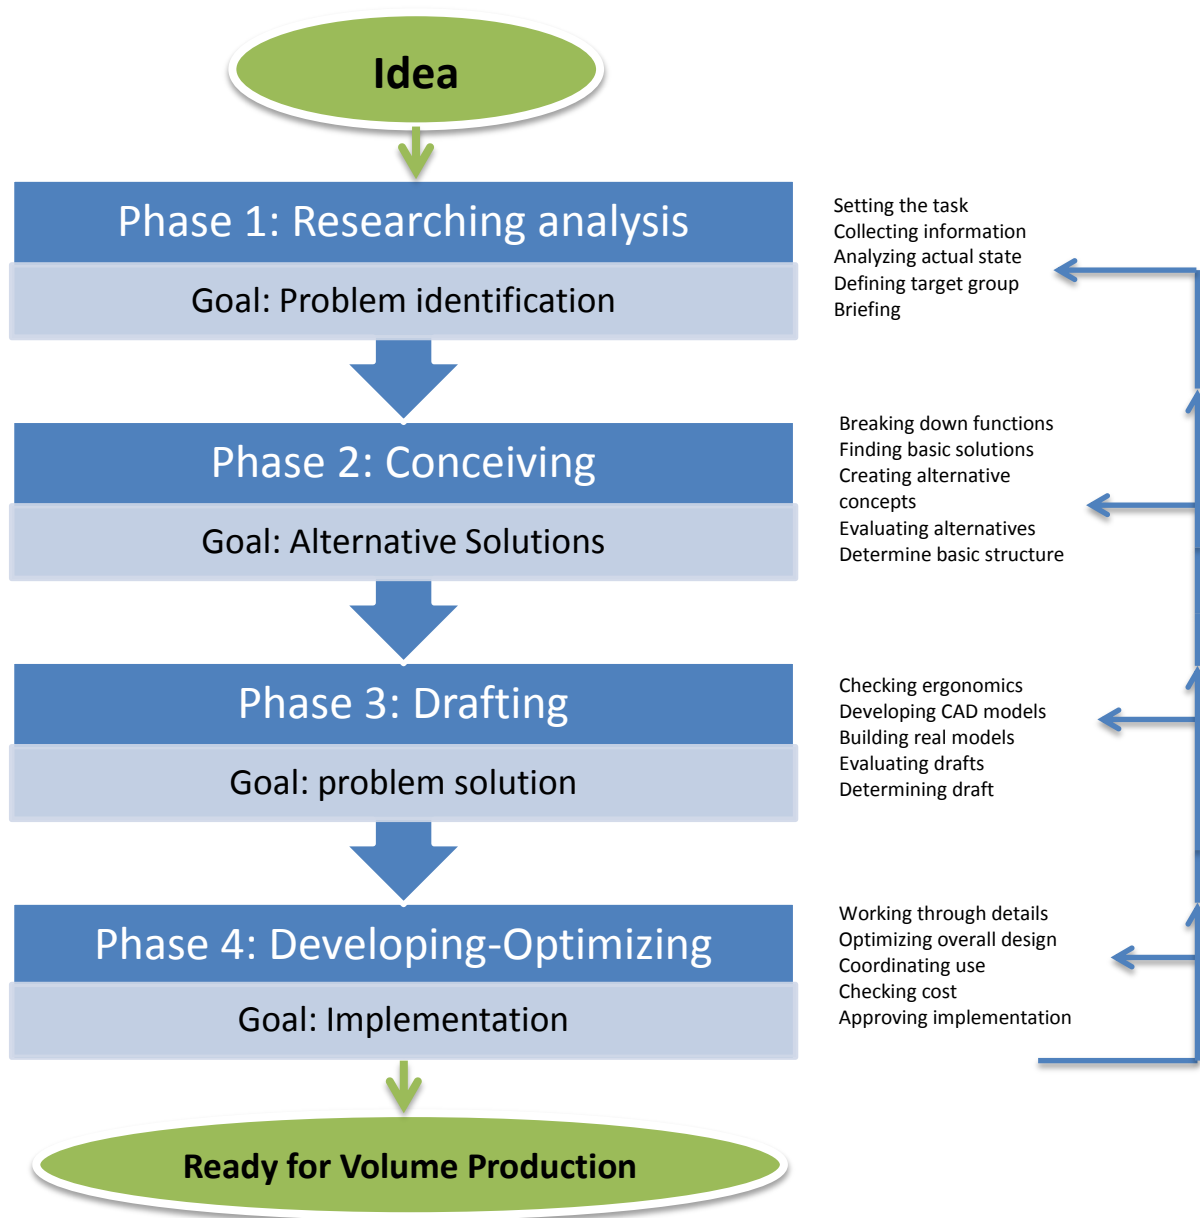 Idea
Phase 1: Researching analysis
Goal: Problem identification
Setting the task
Collecting information
Analyzing actual state
Defining target group
Briefing
Phase 2: Conceiving
Goal: Alternative Solutions
Breaking down functions
Finding basic solutions
Creating alternative
concepts
Evaluating alternatives
Determine basic structure
Phase 3: Drafting
Goal: problem solution
Checking ergonomics
Developing CAD models
Building real models
Evaluating drafts
Determining draft
Phase 4: Developing-Optimizing
Goal: Implementation
Working through details
Optimizing overall design
Coordinating use
Checking cost
Approving implementation
Ready for Volume Production